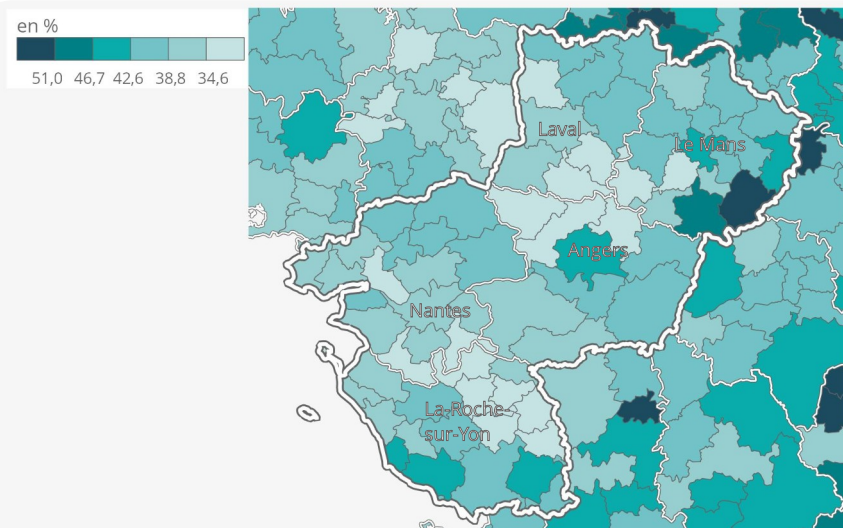 en %
51,0 46,7 42,6 38,8 34,6
Laval
Le Mans
Angers
Nantes
La-Roche-
sur-Yon